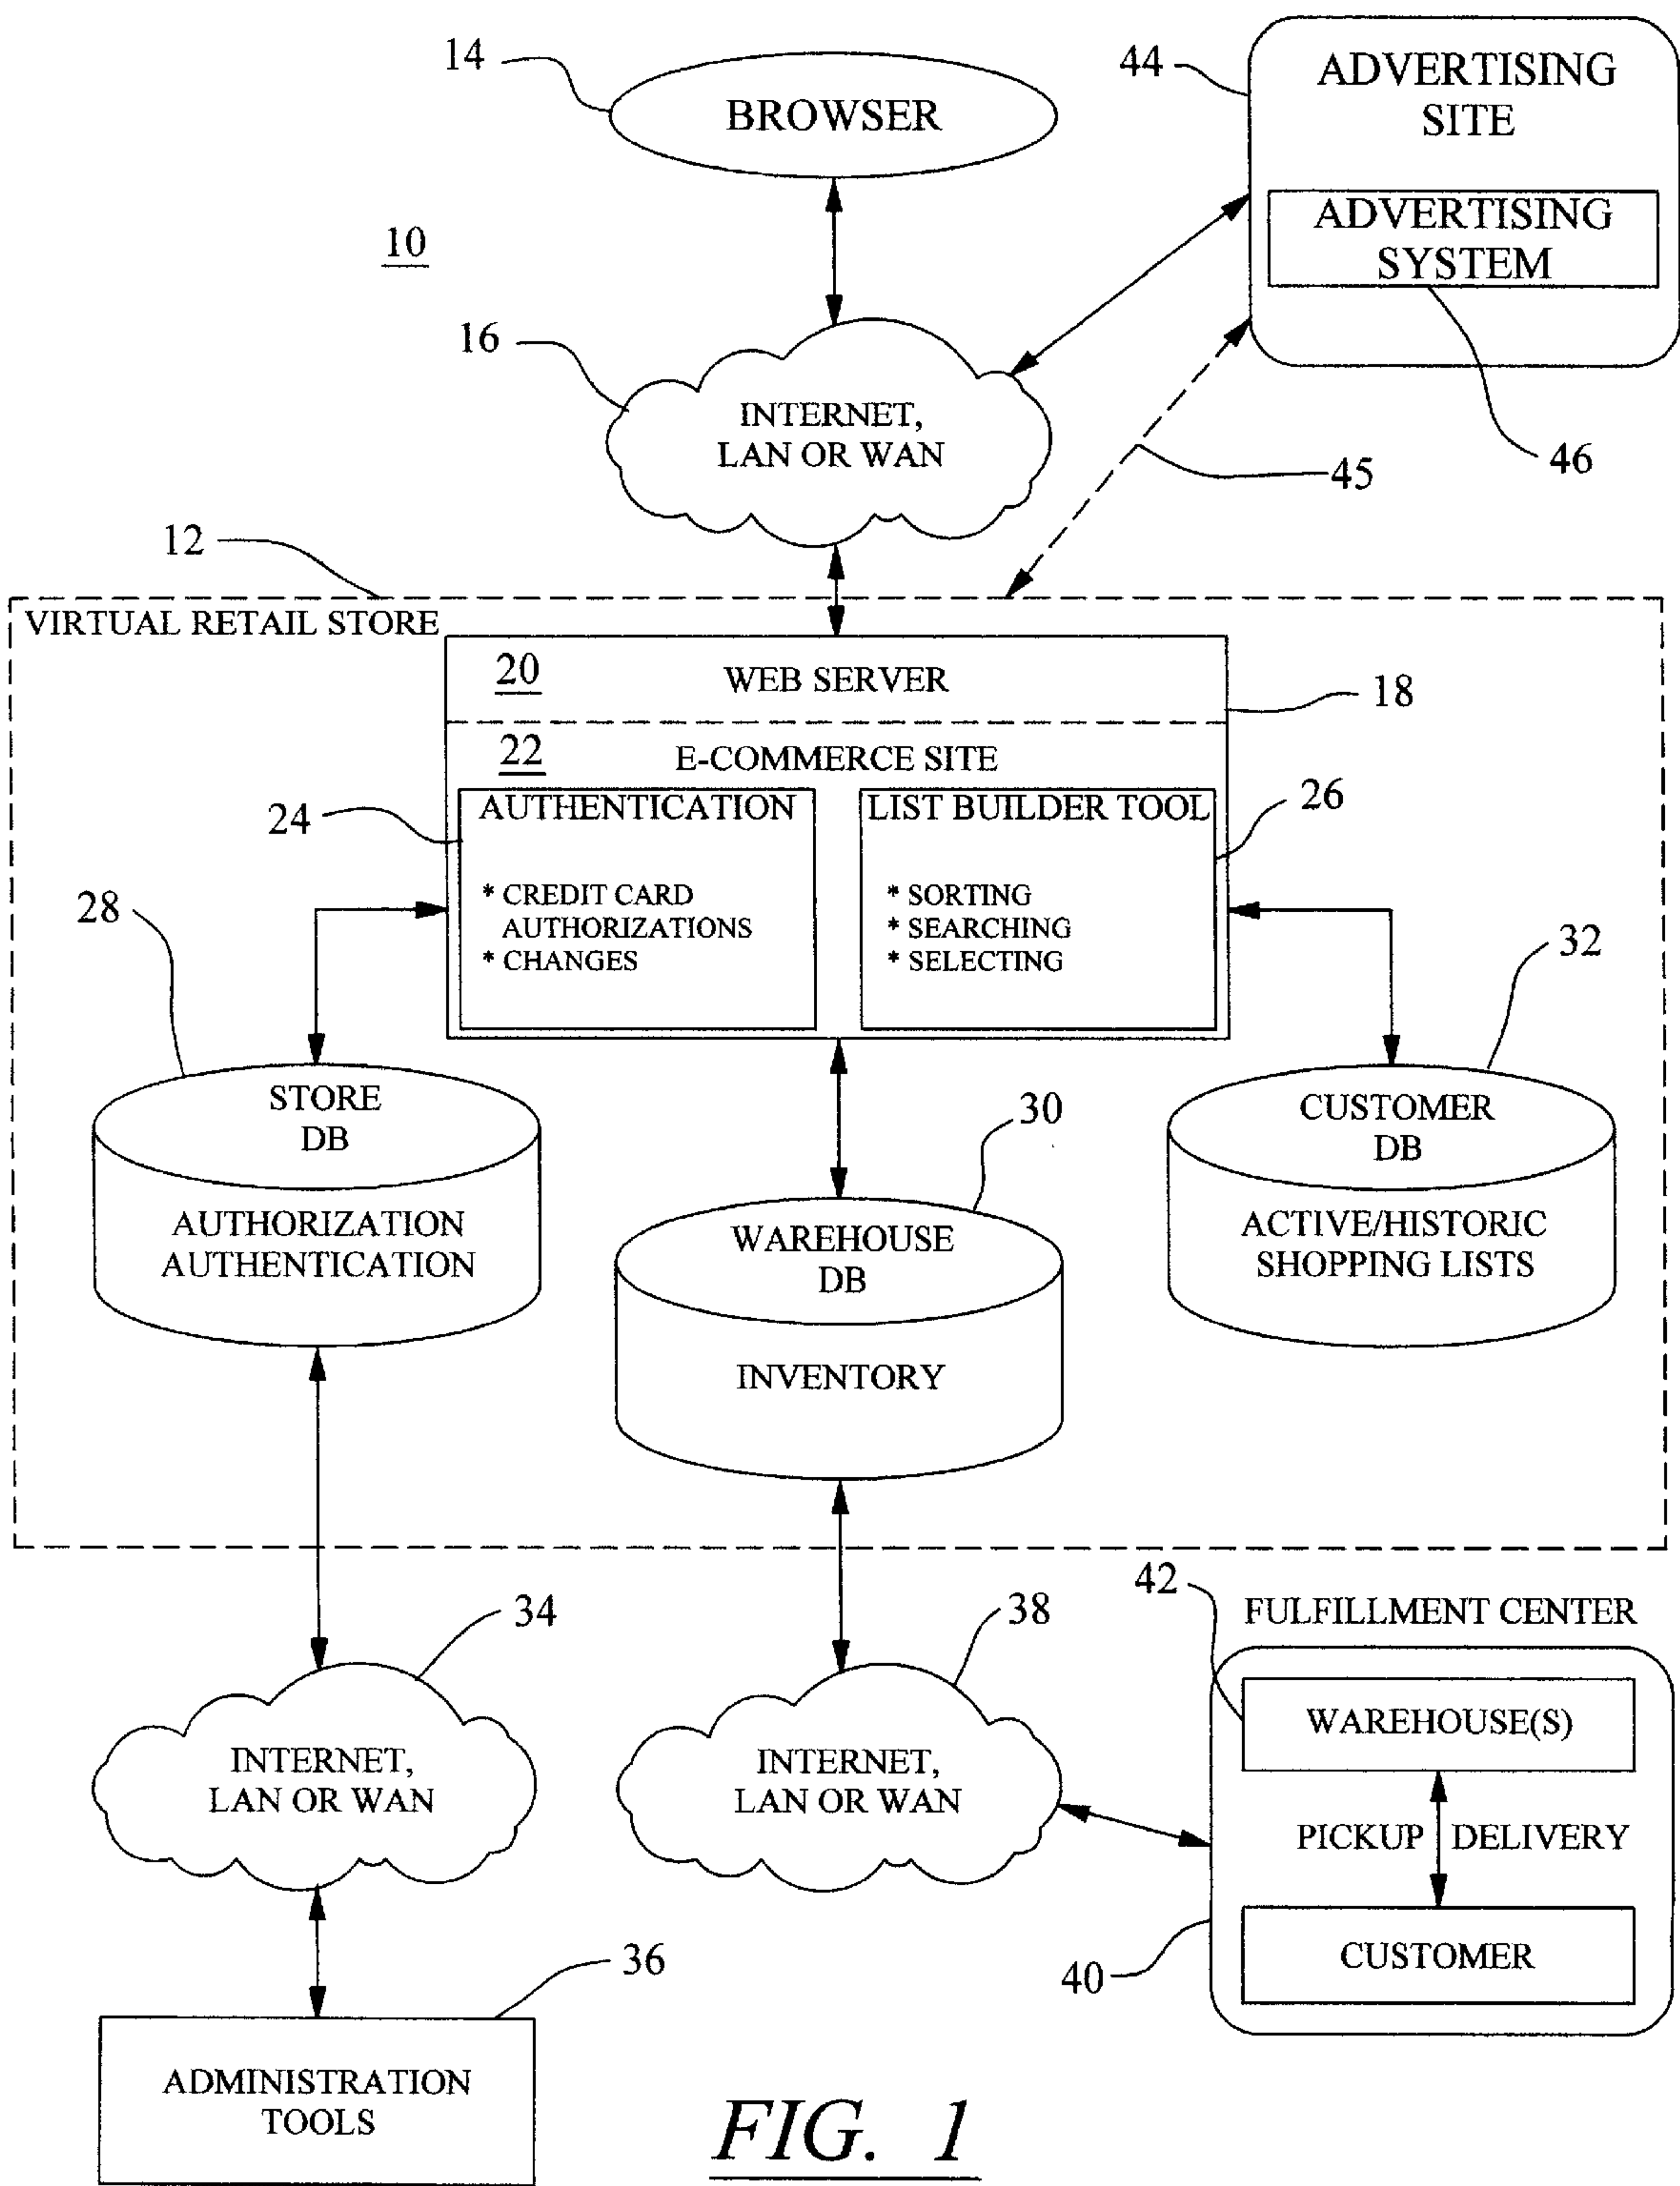 14
BROWSER
44
ADVERTISING
SITE
ADVERTISING
SYSTEM
10
16
INTERNET,
LAN OR WAN
45
46
12
VIRTUAL RETAIL STORE
20
WEB SERVER
18
22
E-COMMERCE SITE
24
AUTHENTICATION
* CREDIT CARD
AUTHORIZATIONS
* CHANGES
LIST BUILDER TOOL
26
* SORTING
* SEARCHING
* SELECTING
28
STORE
DB
AUTHORIZATION
AUTHENTICATION
30
WAREHOUSE
DB
INVENTORY
32
CUSTOMER
DB
ACTIVE/HISTORIC
SHOPPING LISTS
34
INTERNET,
LAN OR WAN
38
INTERNET,
LAN OR WAN
42
FULFILLMENT CENTER
WAREHOUSE(S)
PICKUP DELIVERY
CUSTOMER
40
36
ADMINISTRATION
TOOLS
FIG. 1